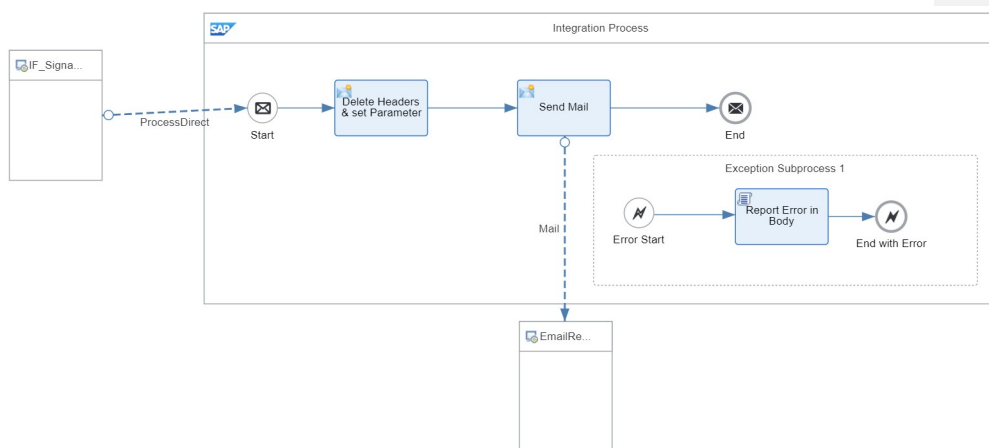 SAP
Integration Process
IF_Signa...
ProcessDirect
Start
Delete Headers
& set Parameter
Send Mail
End
Exception Subprocess 1
Error Start
Report Error in
Body
End with Error
Mail
EmailRe...